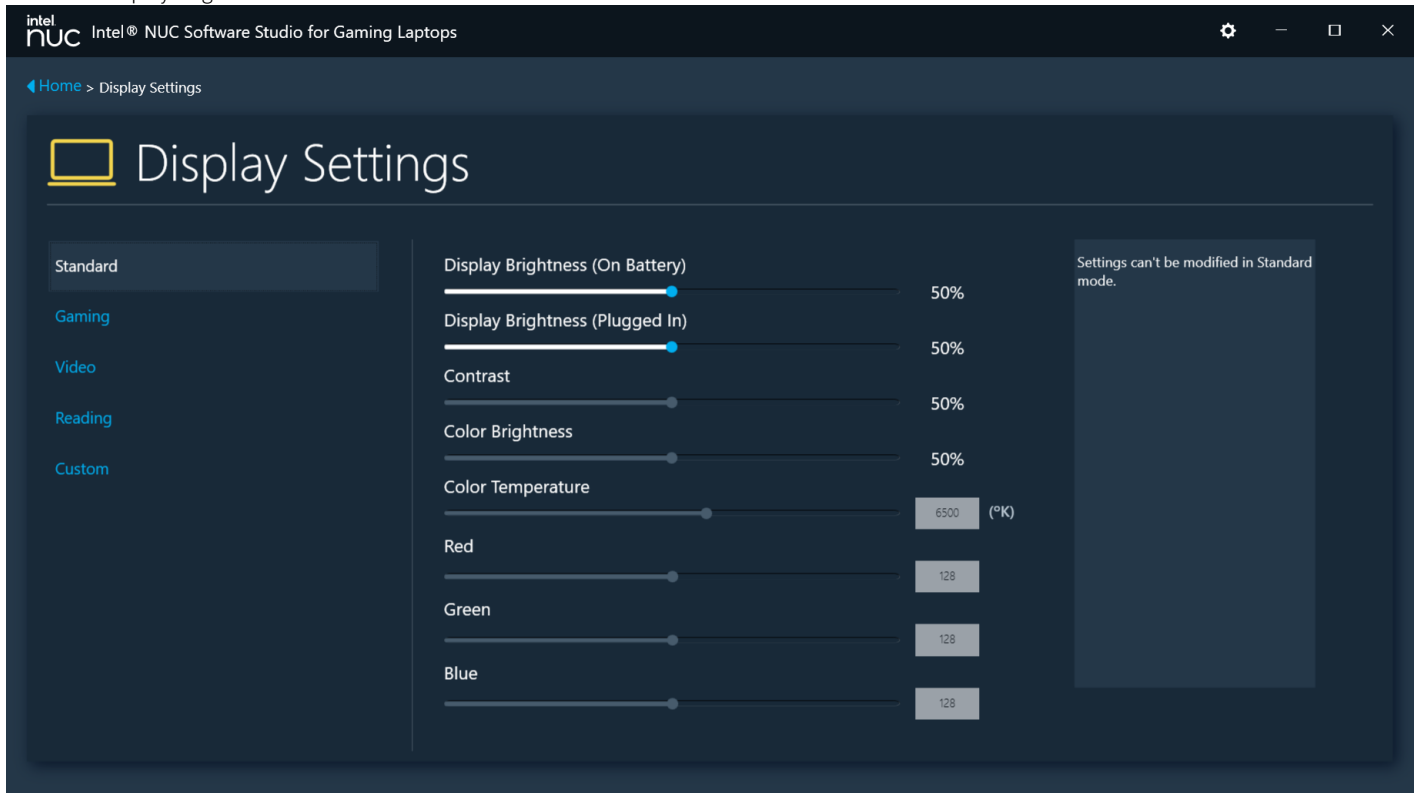 intel
nuc Intel® NUC Software Studio for Gaming Laptops
Home > Display Settings
Display Settings
Standard
Gaming
Video
Reading
Custom
Display Brightness (On Battery)
50%
Display Brightness (Plugged In)
50%
Contrast
50%
Color Brightness
50%
Color Temperature
6500 (°K)
Red
128
Green
128
Blue
128
Settings can't be modified in Standard
mode.